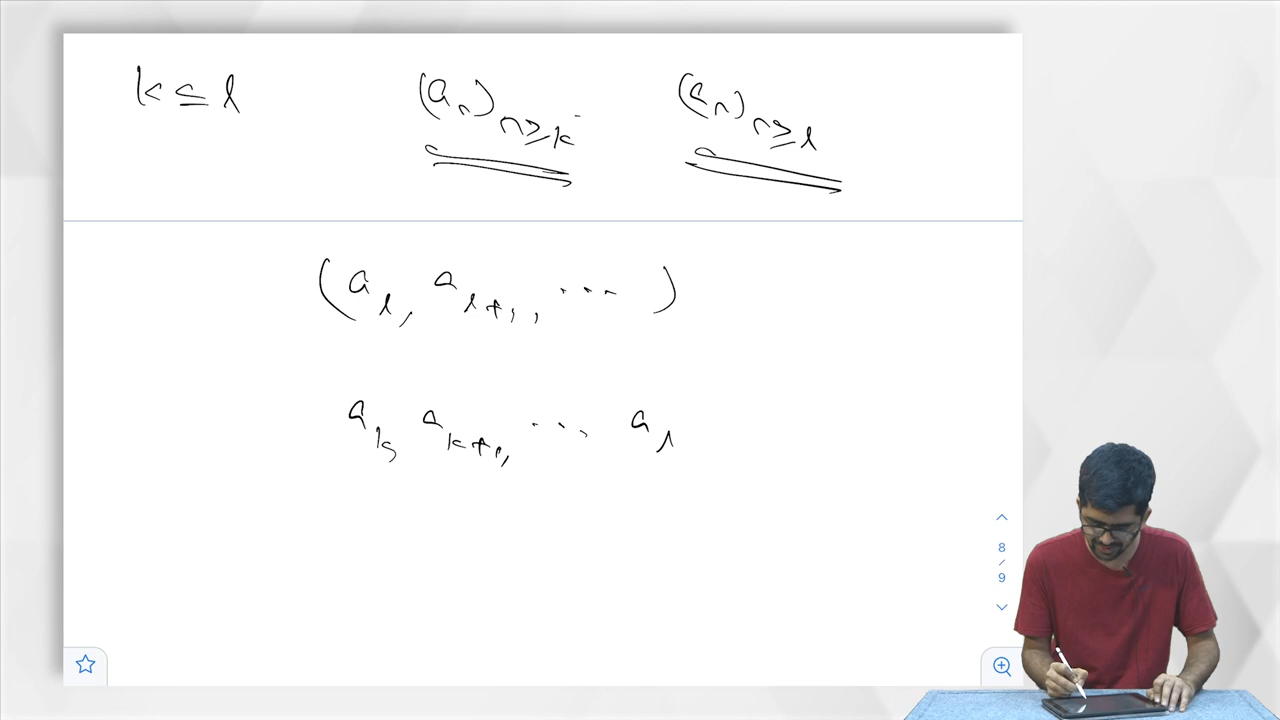 k ≤ l (a_n)_{n≥k} (a_n)_{n≥l}
(a_l, a_{l+1}, ...)
a_k, a_{k+1}, ..., a_l
8
/
9